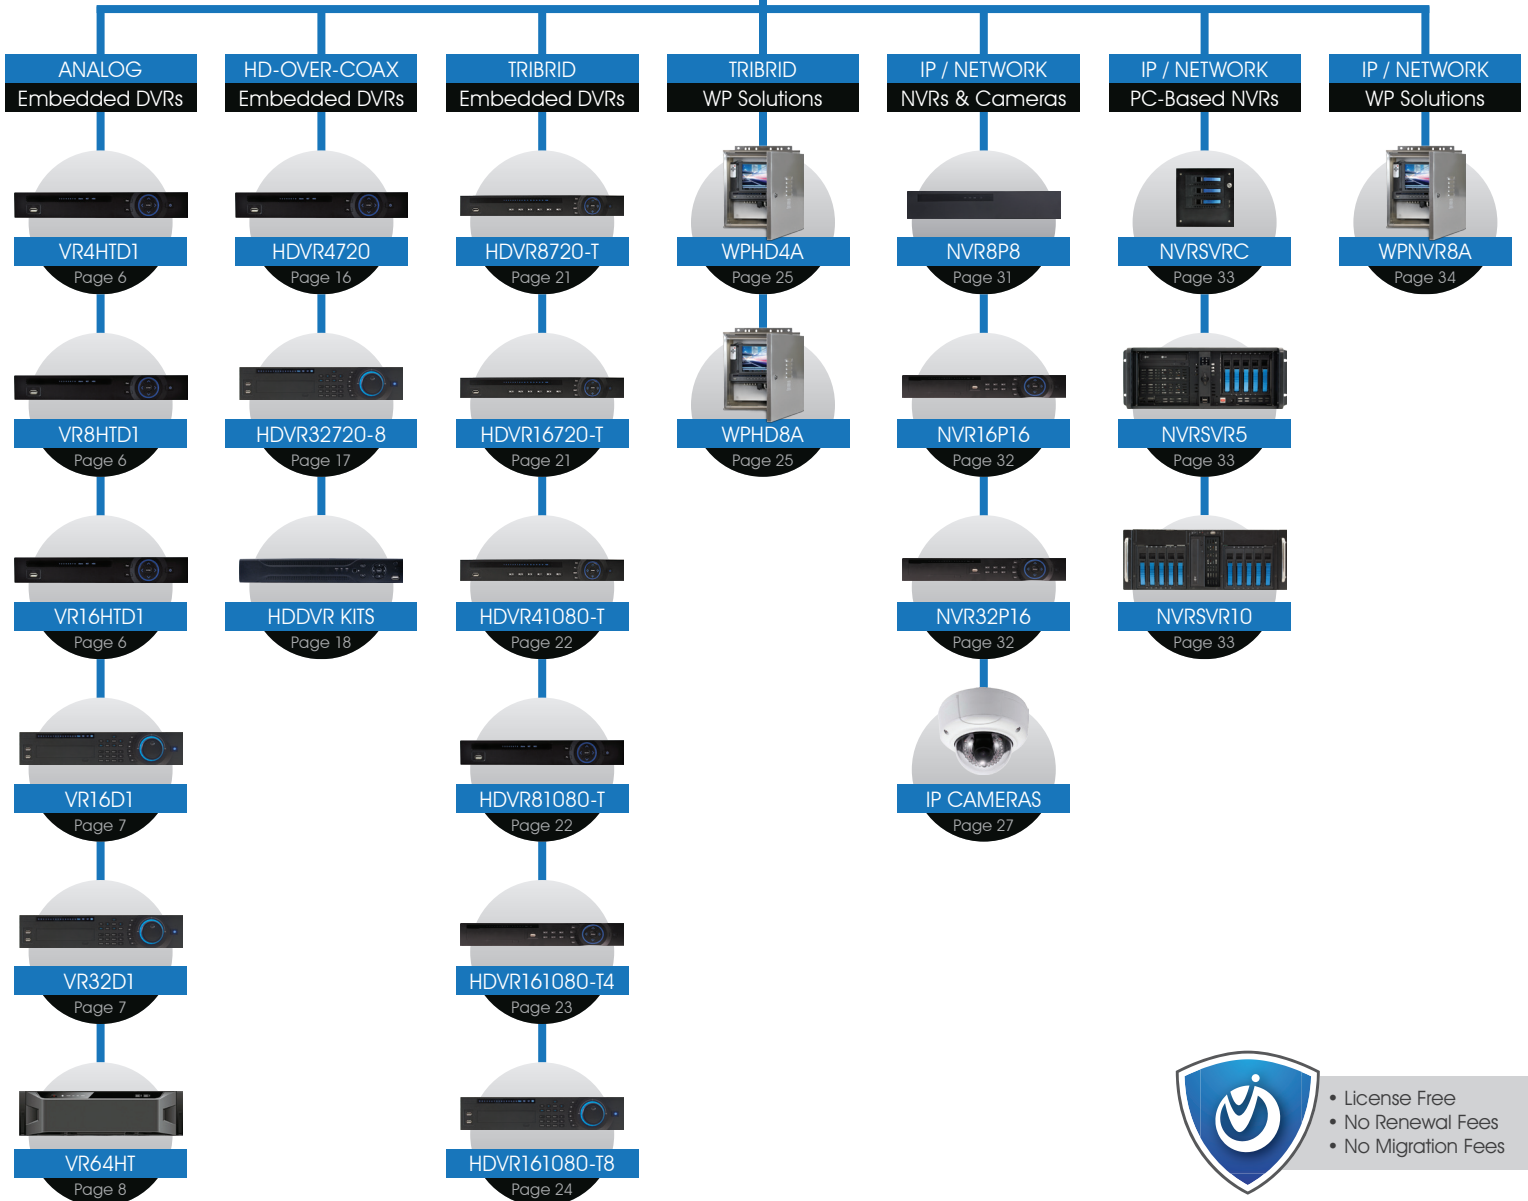 ANALOG
Embedded DVRs
VR4HTD1
Page 6
VR8HTD1
Page 6
VR16HTD1
Page 6
VR16D1
Page 7
VR32D1
Page 7
VR64HT
Page 8
HD-OVER-COAX
Embedded DVRs
HDVR4720
Page 16
HDVR32720-8
Page 17
HDDVR KITS
Page 18
TRIBRID
Embedded DVRs
HDVR8720-T
Page 21
HDVR16720-T
Page 21
HDVR41080-T
Page 22
HDVR81080-T
Page 22
HDVR161080-T4
Page 23
HDVR161080-T8
Page 24
TRIBRID
WP Solutions
WPHD4A
Page 25
WPHD8A
Page 25
IP / NETWORK
NVRs & Cameras
NVR8P8
Page 31
NVR16P16
Page 32
NVR32P16
Page 32
IP CAMERAS
Page 27
IP / NETWORK
PC-Based NVRs
NVRSVRC
Page 33
NVRSVR5
Page 33
NVRSVR10
Page 33
IP / NETWORK
WP Solutions
WPNVR8A
Page 34
• License Free
• No Renewal Fees
• No Migration Fees